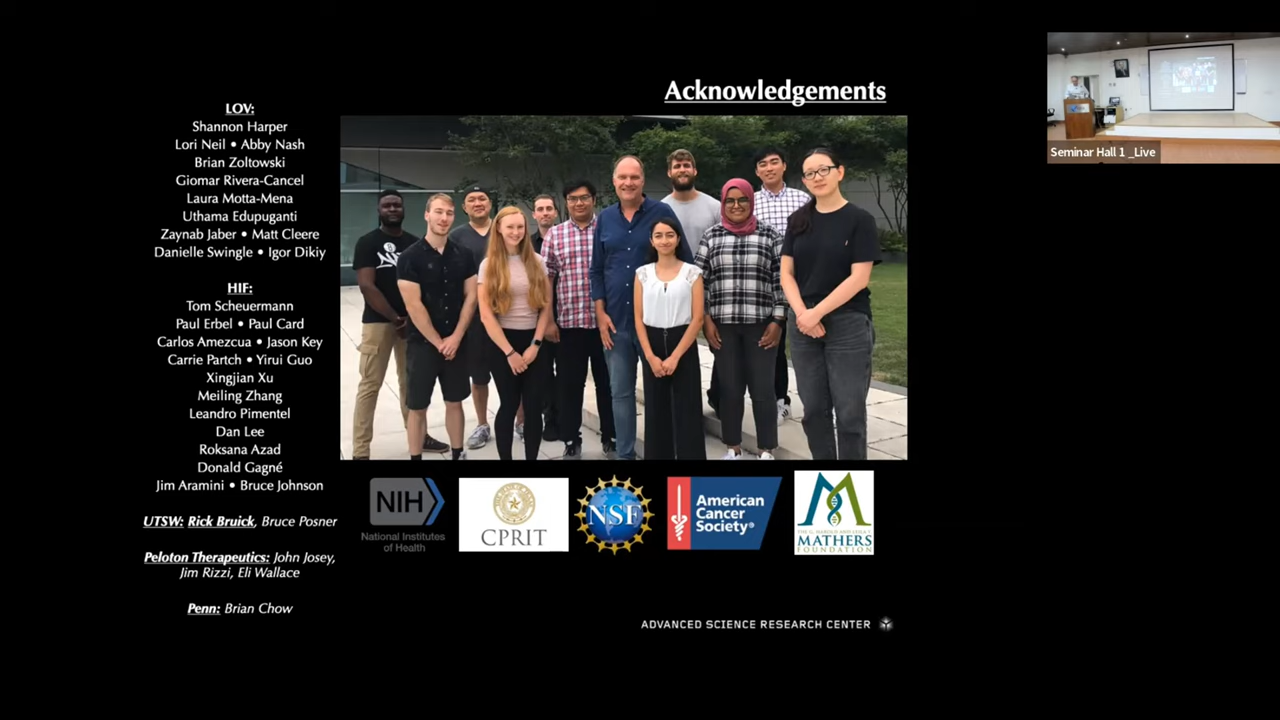 Acknowledgements
LOV:
Shannon Harper
Lori Neil • Abby Nash
Brian Zoltowski
Giomar Rivera-Cancel
Laura Motta-Mena
Uthama Edupuganti
Zaynab Jaber • Matt Cleere
Danielle Swingle • Igor Dikiy
HIF:
Tom Scheuermann
Paul Erbel • Paul Card
Carlos Amezcua • Jason Key
Carrie Partch • Yirui Guo
Xingjian Xu
Meiling Zhang
Leandro Pimentel
Dan Lee
Roksana Azad
Donald Gagné
Jim Aramini • Bruce Johnson
UTSW: Rick Bruick, Bruce Posner
Peloton Therapeutics: John Josey,
Jim Rizzi, Eli Wallace
Penn: Brian Chow
NIH
National Institutes
of Health
CPRIT
NSF
American
Cancer
Society®
MATHERS
FOUNDATION
ADVANCED SCIENCE RESEARCH CENTER
Seminar Hall 1 _Live